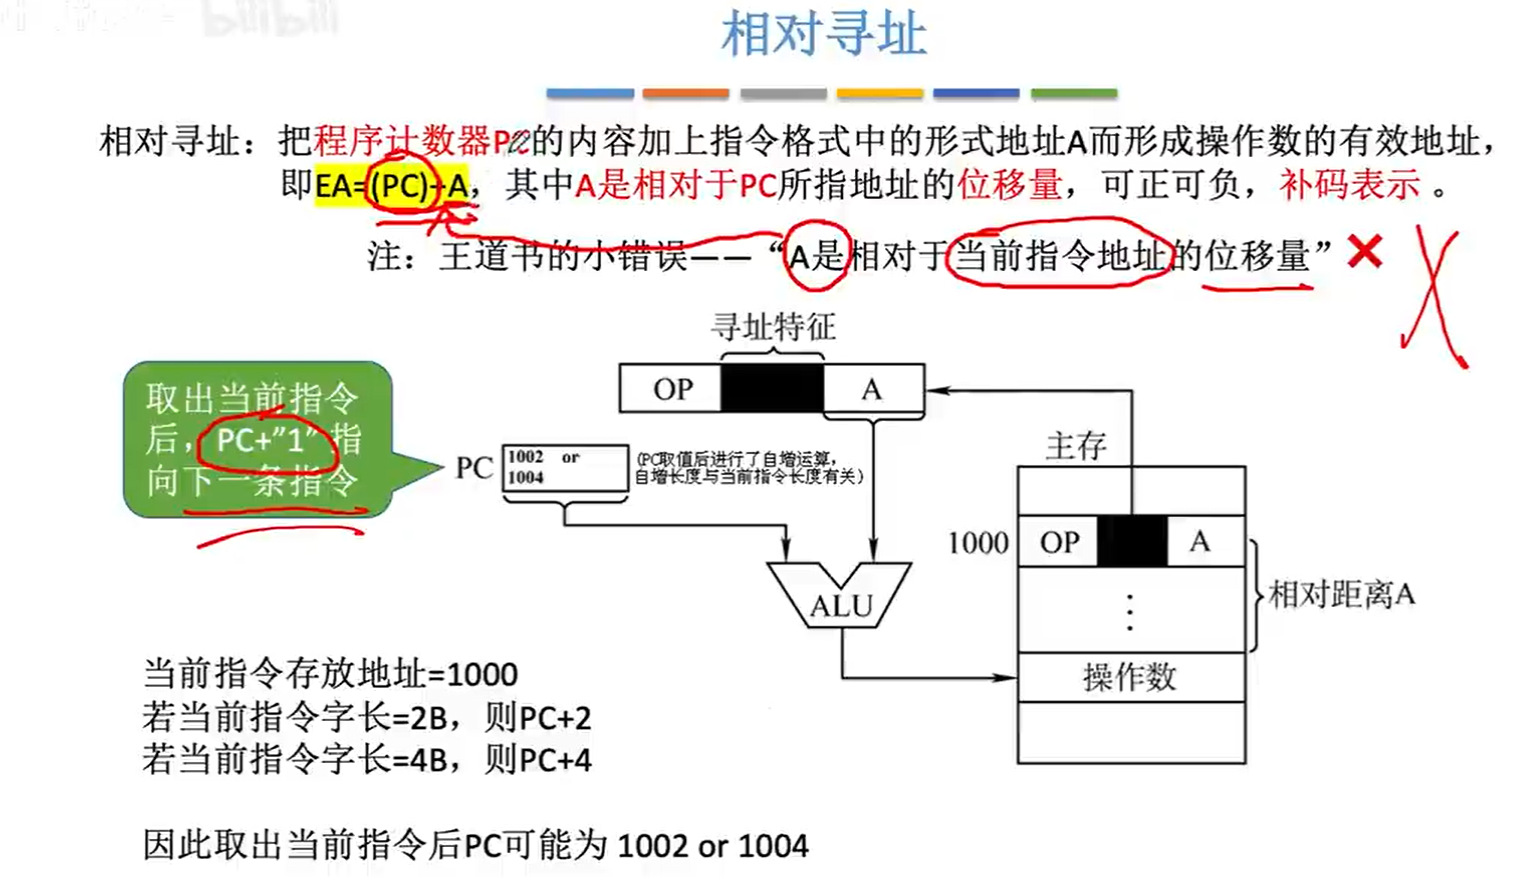 bilibili
相对寻址
相对寻址：把程序计数器PC的内容加上指令格式中的形式地址A而形成操作数的有效地址，
即EA=(PC)+A，其中A是相对于PC所指地址的位移量，可正可负，补码表示 。
注：王道书的小错误——“A是相对于当前指令地址的位移量”
寻址特征
OP A
取出当前指令
后，PC+”1” 指
向下一条指令
PC
1002 or
1004
(PC取值后进行了自增运算，
自增长度与当前指令长度有关)
主存
1000 OP A
ALU
相对距离A
操作数
当前指令存放地址=1000
若当前指令字长=2B，则PC+2
若当前指令字长=4B，则PC+4
因此取出当前指令后PC可能为 1002 or 1004